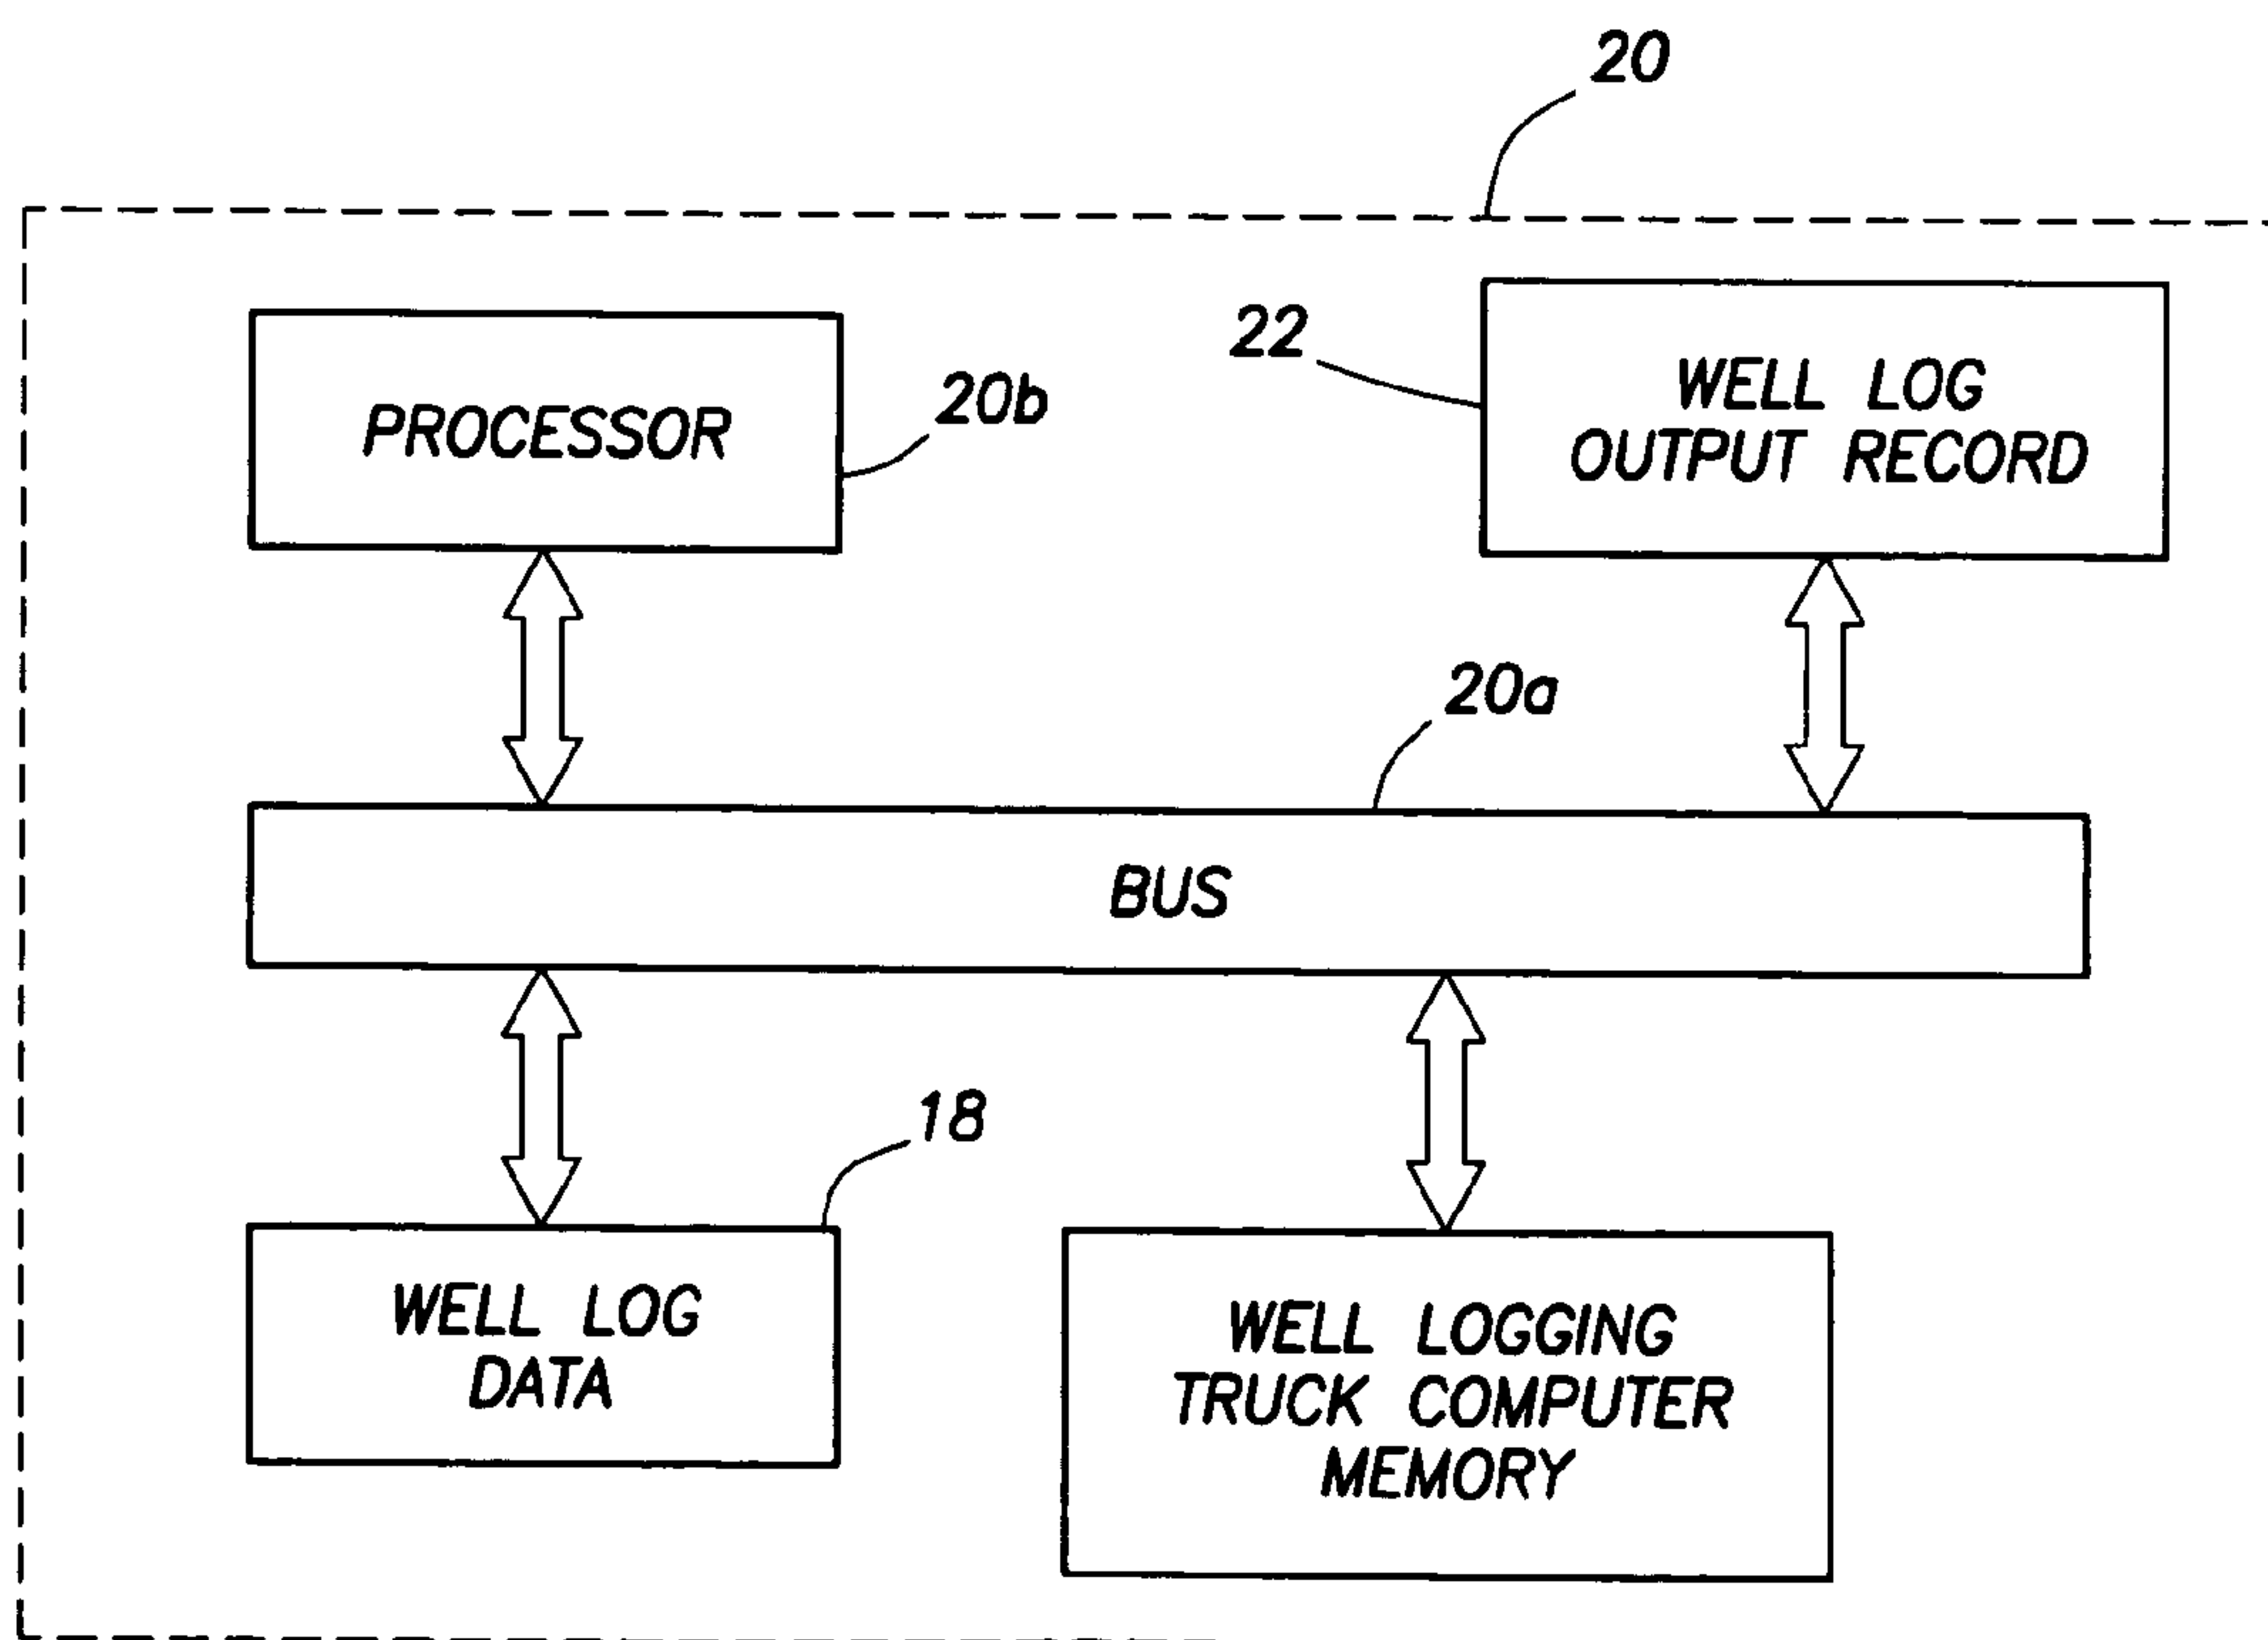 20
PROCESSOR
20b
22
WELL LOG
OUTPUT RECORD
20a
BUS
18
WELL LOG
DATA
WELL LOGGING
TRUCK COMPUTER
MEMORY